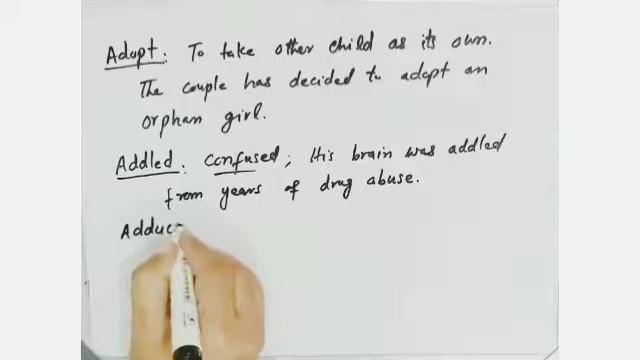 Adopt: To take other child as its own.
The couple has decided to adopt an
orphan girl.
Addled: confused; His brain was addled
from years of drug abuse.
Adduc